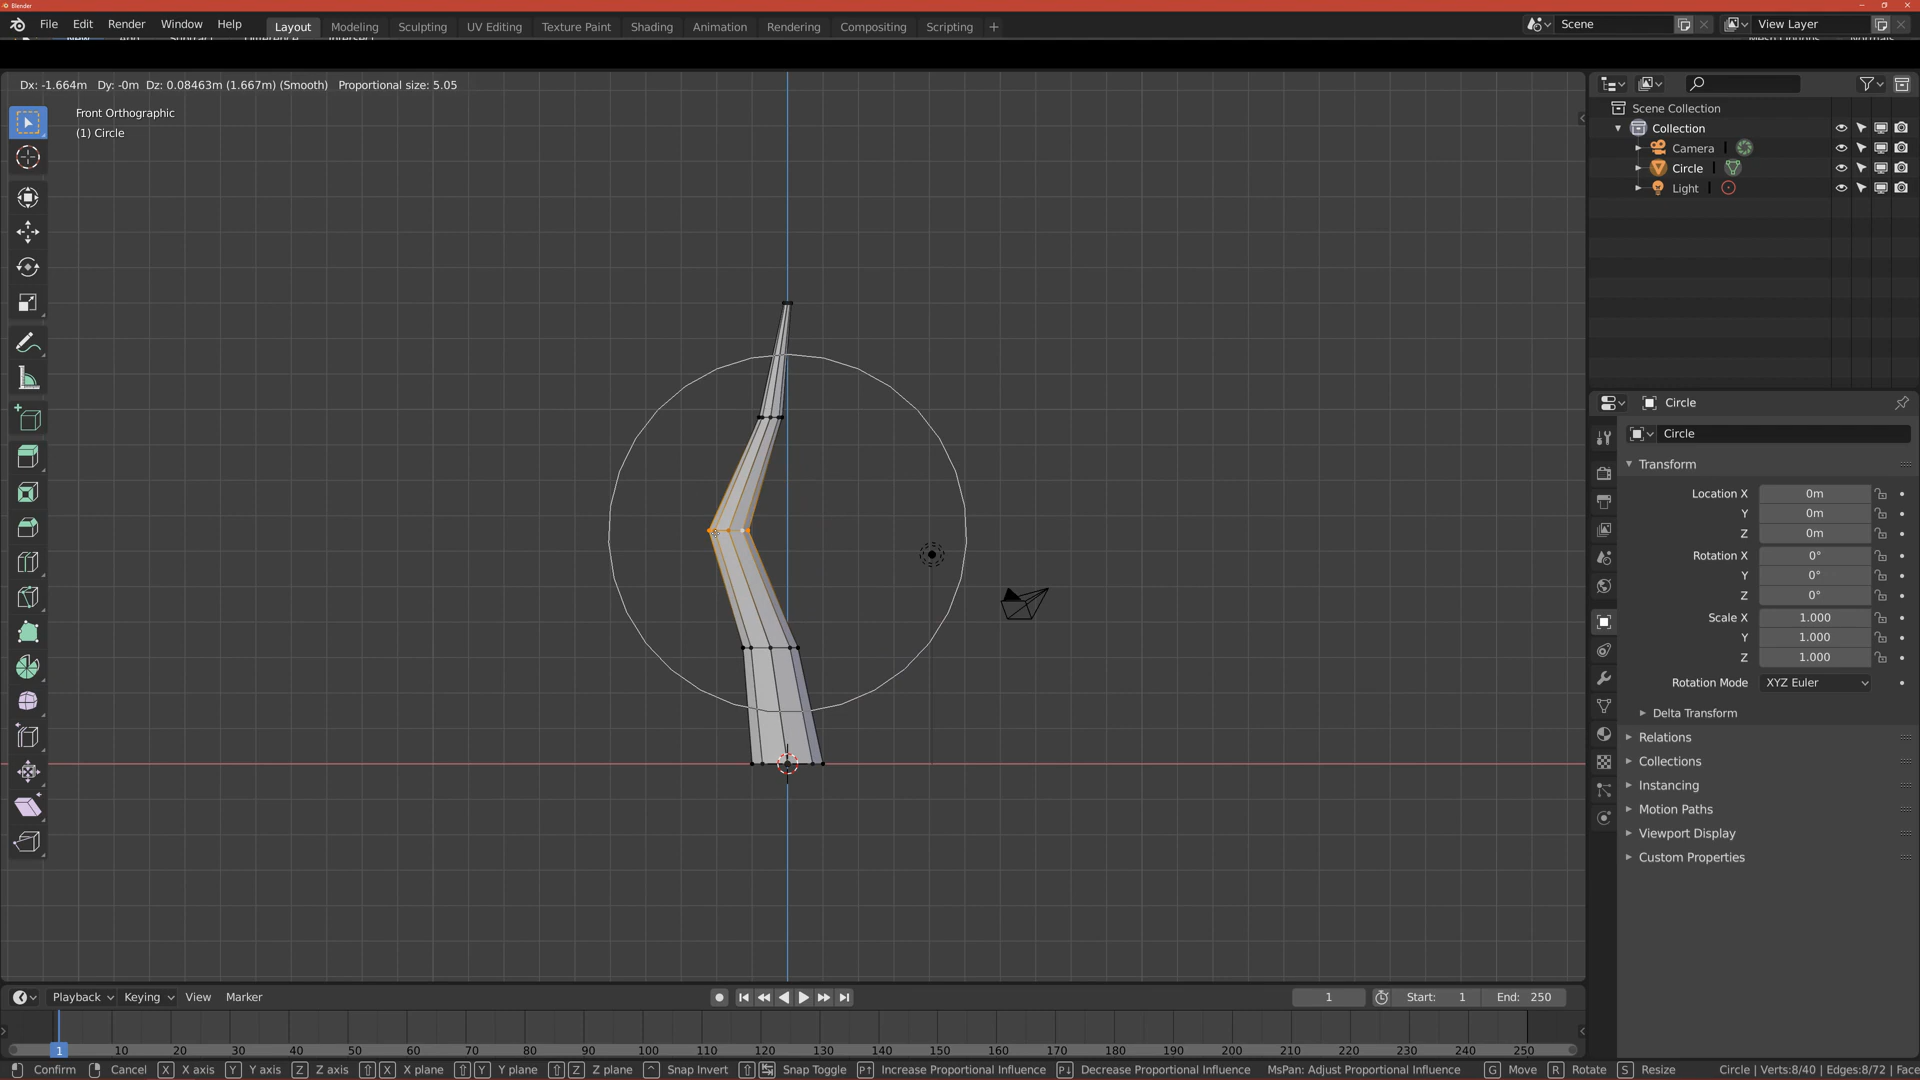 Blender
File Edit Render Window Help Layout Modeling Sculpting UV Editing Texture Paint Shading Animation Rendering Compositing Scripting + Scene View Layer
Dx: -1.664m Dy: -0m Dz: 0.08463m (1.667m) (Smooth) Proportional size: 5.05
Front Orthographic
(1) Circle
Scene Collection
Collection
Camera
Circle
Light
Circle
Circle
Transform
Location X 0m
Y 0m
Z 0m
Rotation X 0°
Y 0°
Z 0°
Scale X 1.000
Y 1.000
Z 1.000
Rotation Mode XYZ Euler
Delta Transform
Relations
Collections
Instancing
Motion Paths
Viewport Display
Custom Properties
Playback Keying View Marker 1 Start: 1 End: 250
1 10 20 30 40 50 60 70 80 90 100 110 120 130 140 150 160 170 180 190 200 210 220 230 240 250
Confirm Cancel X X axis Y Y axis Z Z axis X X plane Y Y plane Z Z plane Snap Invert Snap Toggle Increase Proportional Influence Decrease Proportional Influence MsPan: Adjust Proportional Influence G Move R Rotate S Resize Circle | Verts:8/40 | Edges:8/72 | Face